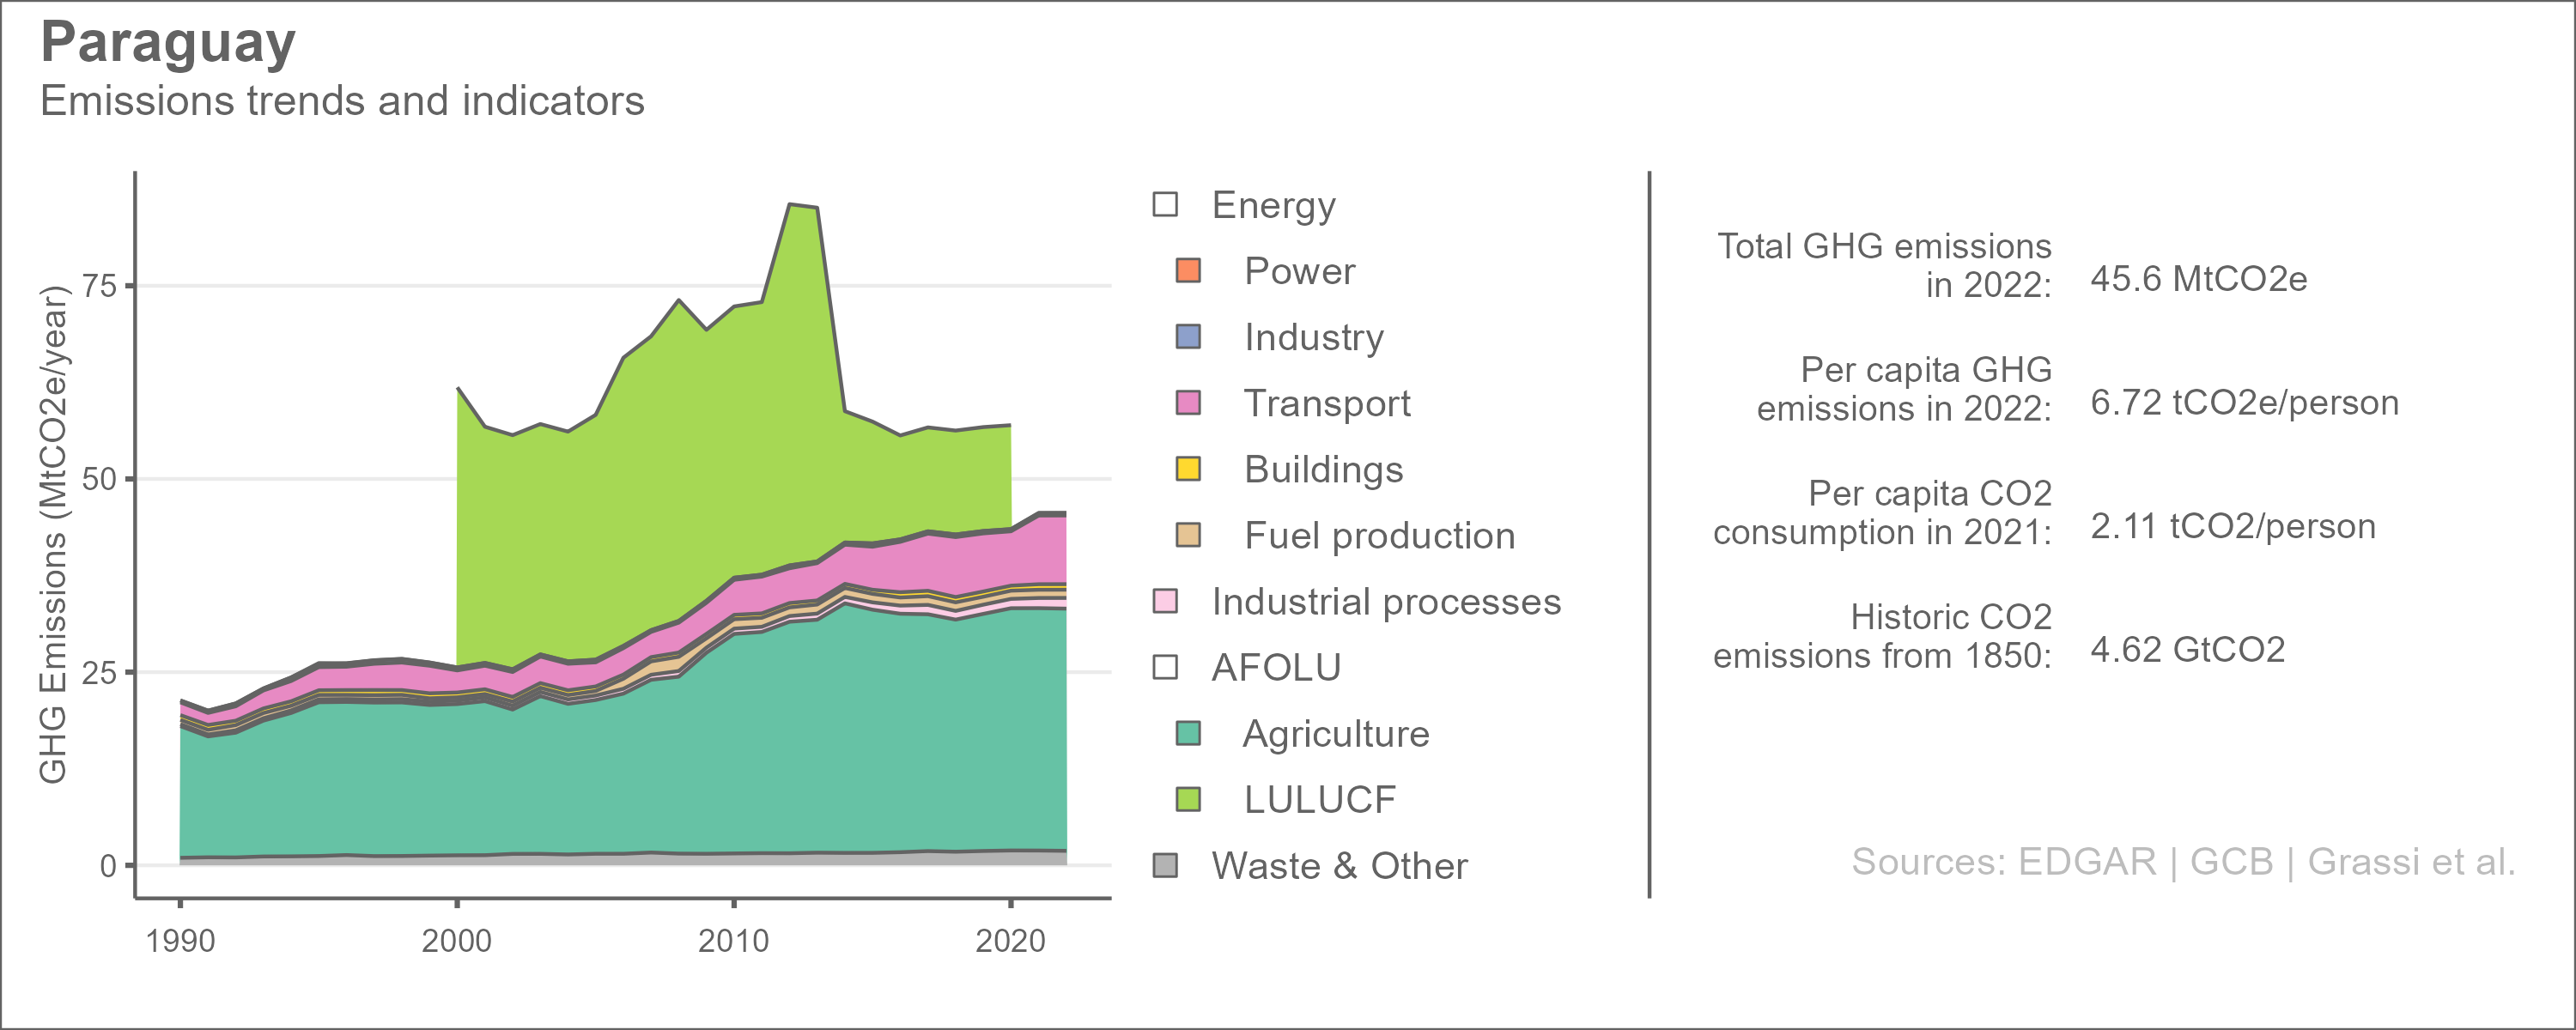 Paraguay
Emissions trends and indicators
GHG Emissions (MtCO2e/year)
75
50
25
0
1990
2000
2010
2020
Energy
Power
Industry
Transport
Buildings
Fuel production
Industrial processes
AFOLU
Agriculture
LULUCF
Waste & Other
Total GHG emissions
in 2022:
45.6 MtCO2e
Per capita GHG
emissions in 2022:
6.72 tCO2e/person
Per capita CO2
consumption in 2021:
2.11 tCO2/person
Historic CO2
emissions from 1850:
4.62 GtCO2
Sources: EDGAR | GCB | Grassi et al.